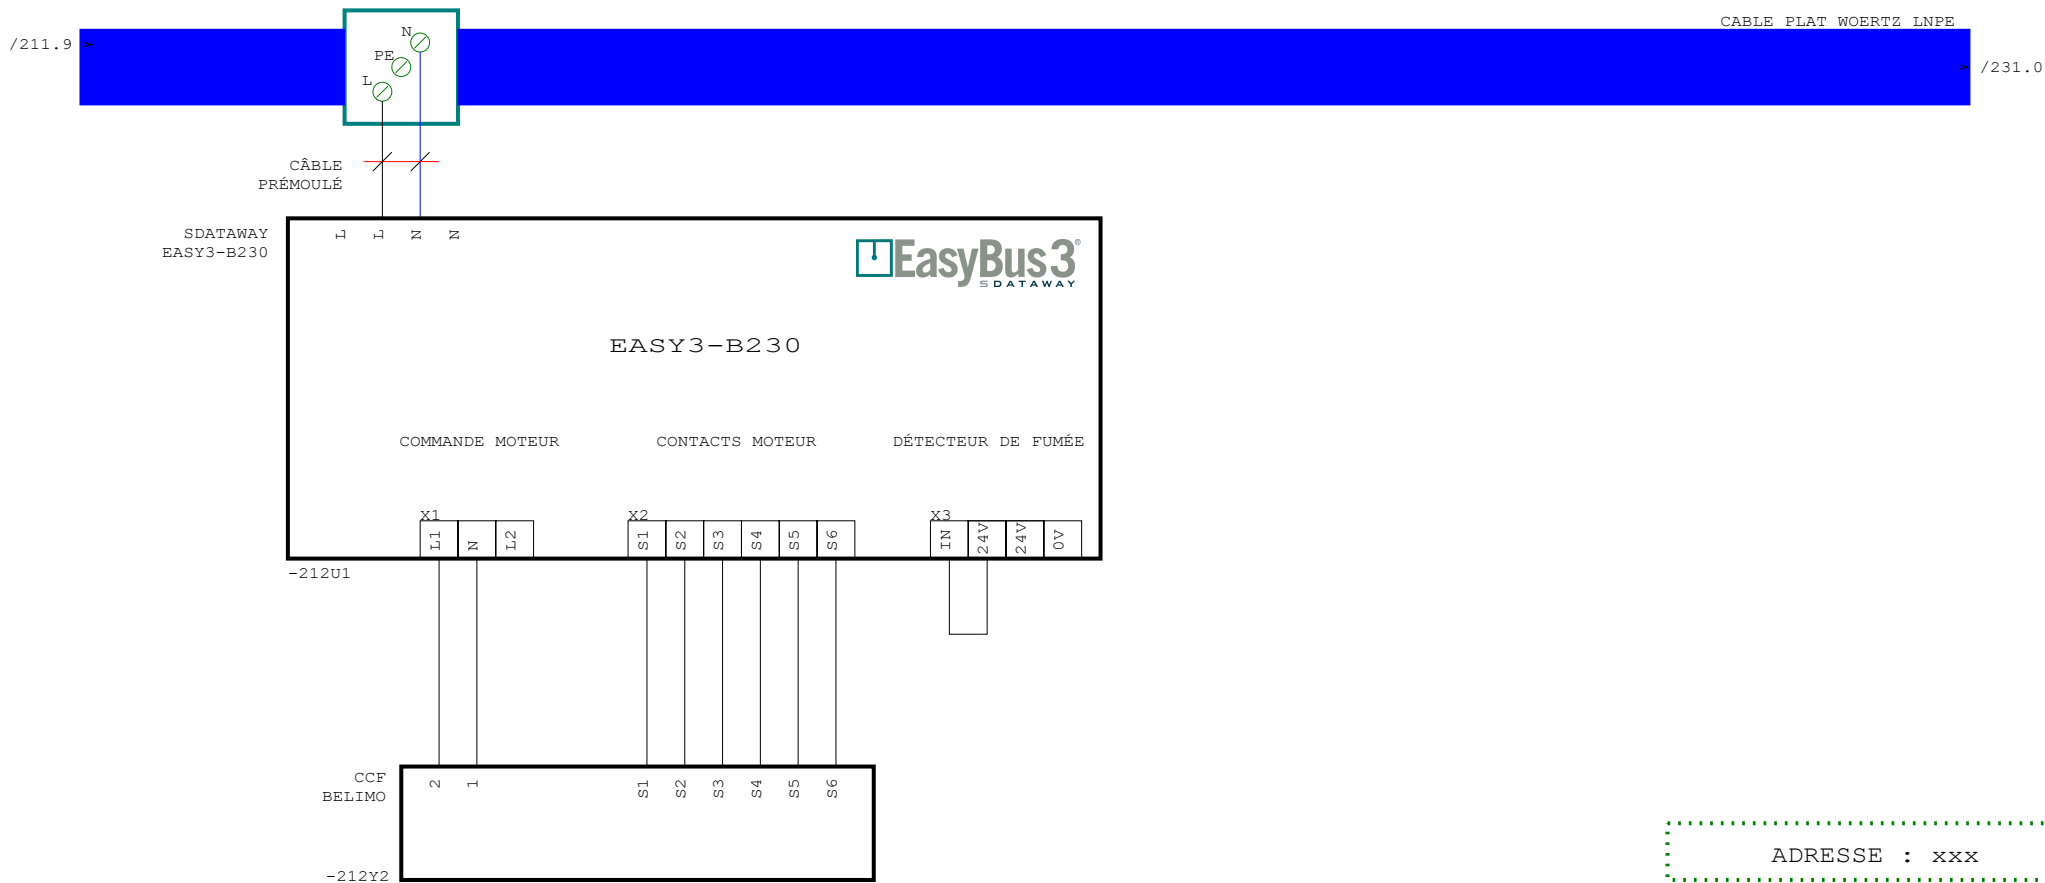 CABLE PLAT WOERTZ LNPE
/211.9
N
PE
L
/231.0
CÂBLE
PRÉMOULÉ
SDATAWAY
EASY3-B230
L
L
N
N
EasyBus3®
SDATAWAY
EASY3-B230
COMMANDE MOTEUR
CONTACTS MOTEUR
DÉTECTEUR DE FUMÉE
X1
X2
X3
L1
N
L2
S1
S2
S3
S4
S5
S6
IN
24V
24V
0V
-212U1
CCF
BELIMO
2
1
S1
S2
S3
S4
S5
S6
-212Y2
ADRESSE : xxx